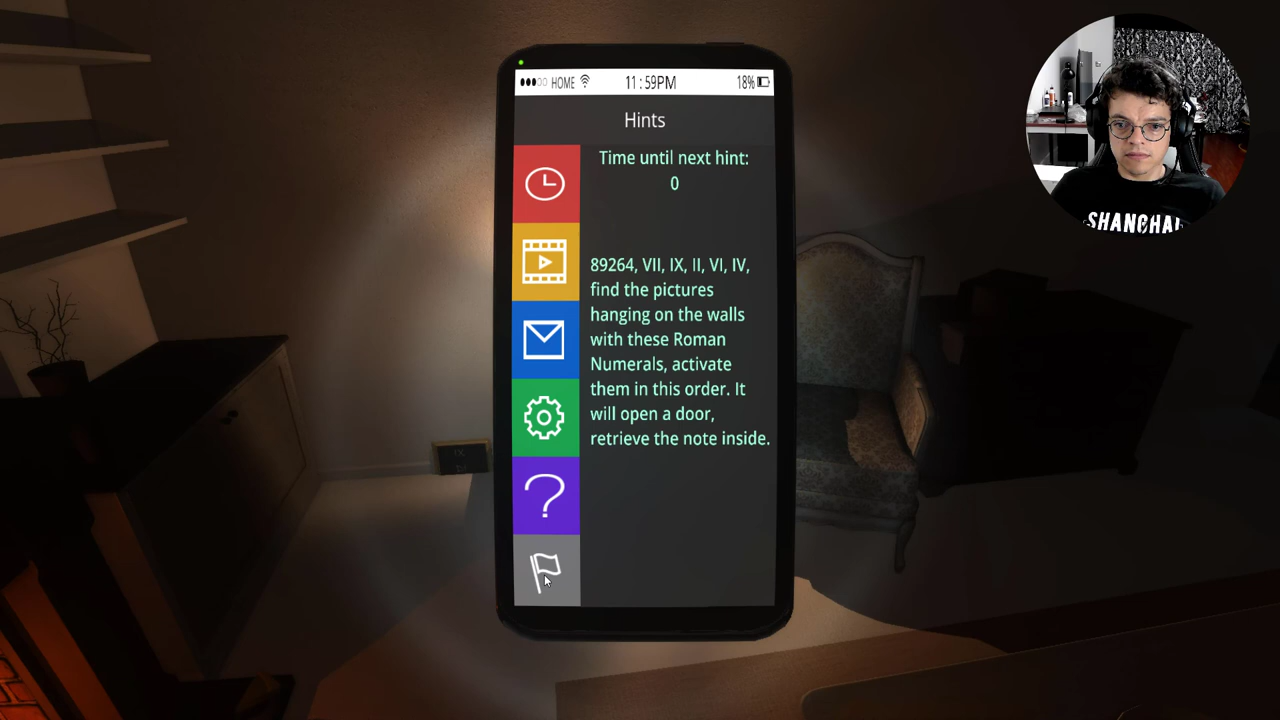 HOME
11:59PM
18%
Hints
Time until next hint:
0
89264, VII, IX, II, VI, IV,
find the pictures
hanging on the walls
with these Roman
Numerals, activate
them in this order. It
will open a door,
retrieve the note inside.
SHANGHAI